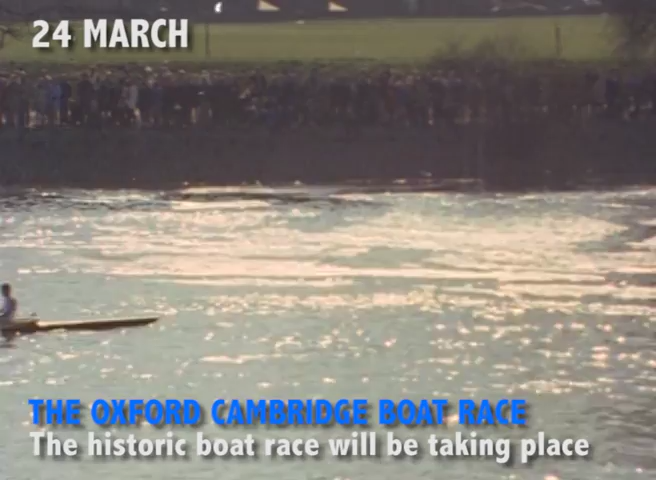 24 MARCH
THE OXFORD CAMBRIDGE BOAT RACE
The historic boat race will be taking place